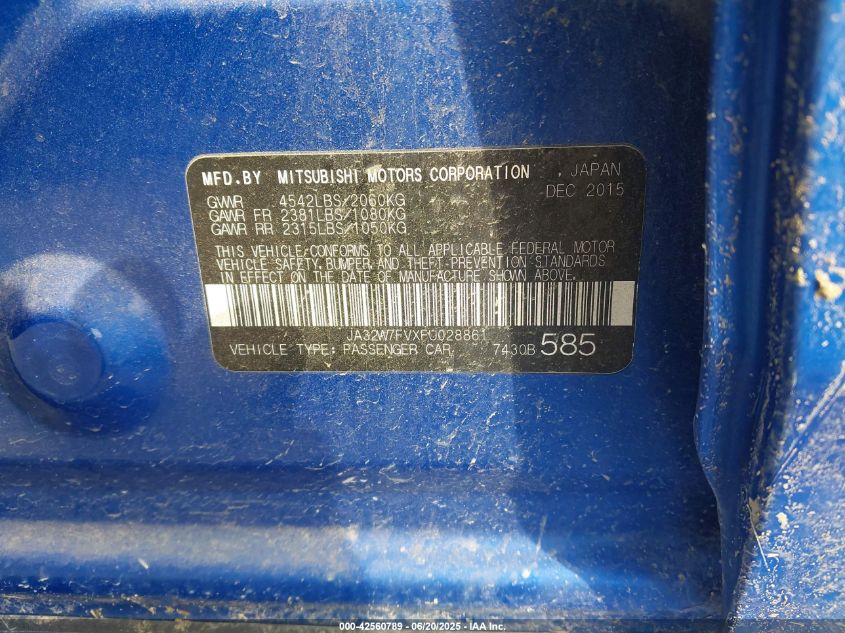 MFD.BY MITSUBISHI MOTORS CORPORATION , JAPAN
DEC 2015
GVWR 4542LBS/2060KG
GAWR FR 2381LBS/1080KG
GAWR RR 2315LBS/1050KG
THIS VEHICLE CONFORMS TO ALL APPLICABLE FEDERAL MOTOR
VEHICLE SAFETY, BUMPER, AND THEFT PREVENTION STANDARDS
IN EFFECT ON THE DATE OF MANUFACTURE SHOWN ABOVE.
JA32W7FVXFU028861
VEHICLE TYPE: PASSENGER CAR 7430B 585
000-42560789 - 06/20/2025 - IAA Inc.